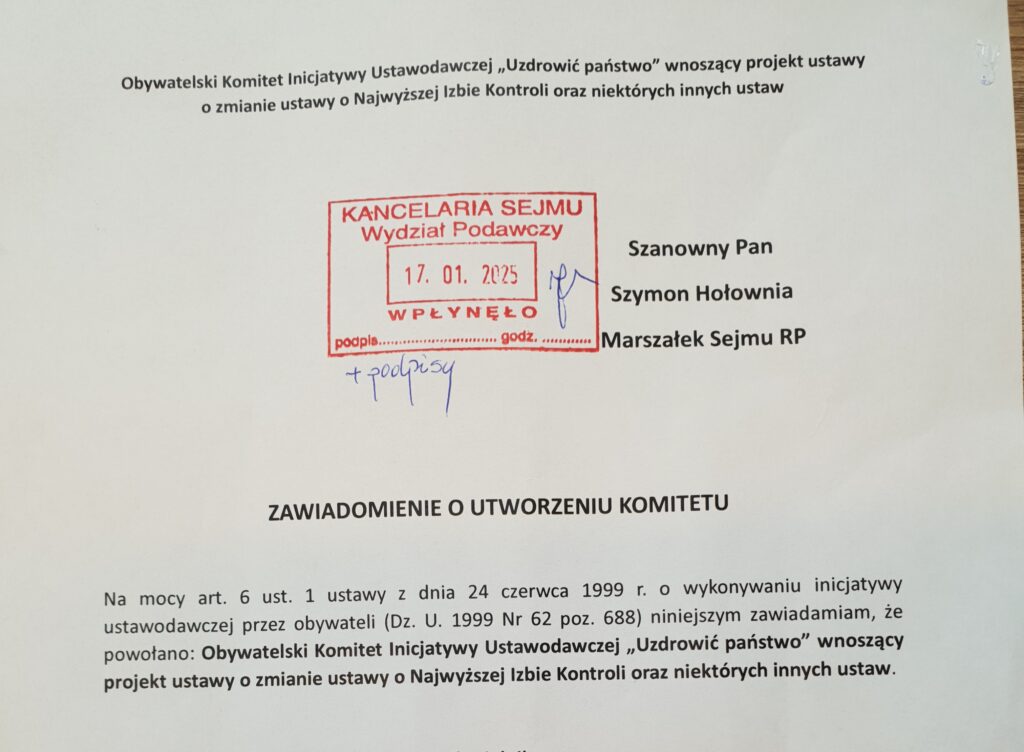 Obywatelski Komitet Inicjatywy Ustawodawczej „Uzdrowić państwo” wnoszący projekt ustawy
o zmianie ustawy o Najwyższej Izbie Kontroli oraz niektórych innych ustaw
KANCELARIA SEJMU
Wydział Podawczy
17. 01. 2025
WPŁYNĘŁO
podpis.......................... godz. ............
+ podpisy
Szanowny Pan
Szymon Hołownia
Marszałek Sejmu RP
ZAWIADOMIENIE O UTWORZENIU KOMITETU
Na mocy art. 6 ust. 1 ustawy z dnia 24 czerwca 1999 r. o wykonywaniu inicjatywy
ustawodawczej przez obywateli (Dz. U. 1999 Nr 62 poz. 688) niniejszym zawiadamiam, że
powołano: Obywatelski Komitet Inicjatywy Ustawodawczej „Uzdrowić państwo” wnoszący
projekt ustawy o zmianie ustawy o Najwyższej Izbie Kontroli oraz niektórych innych ustaw.